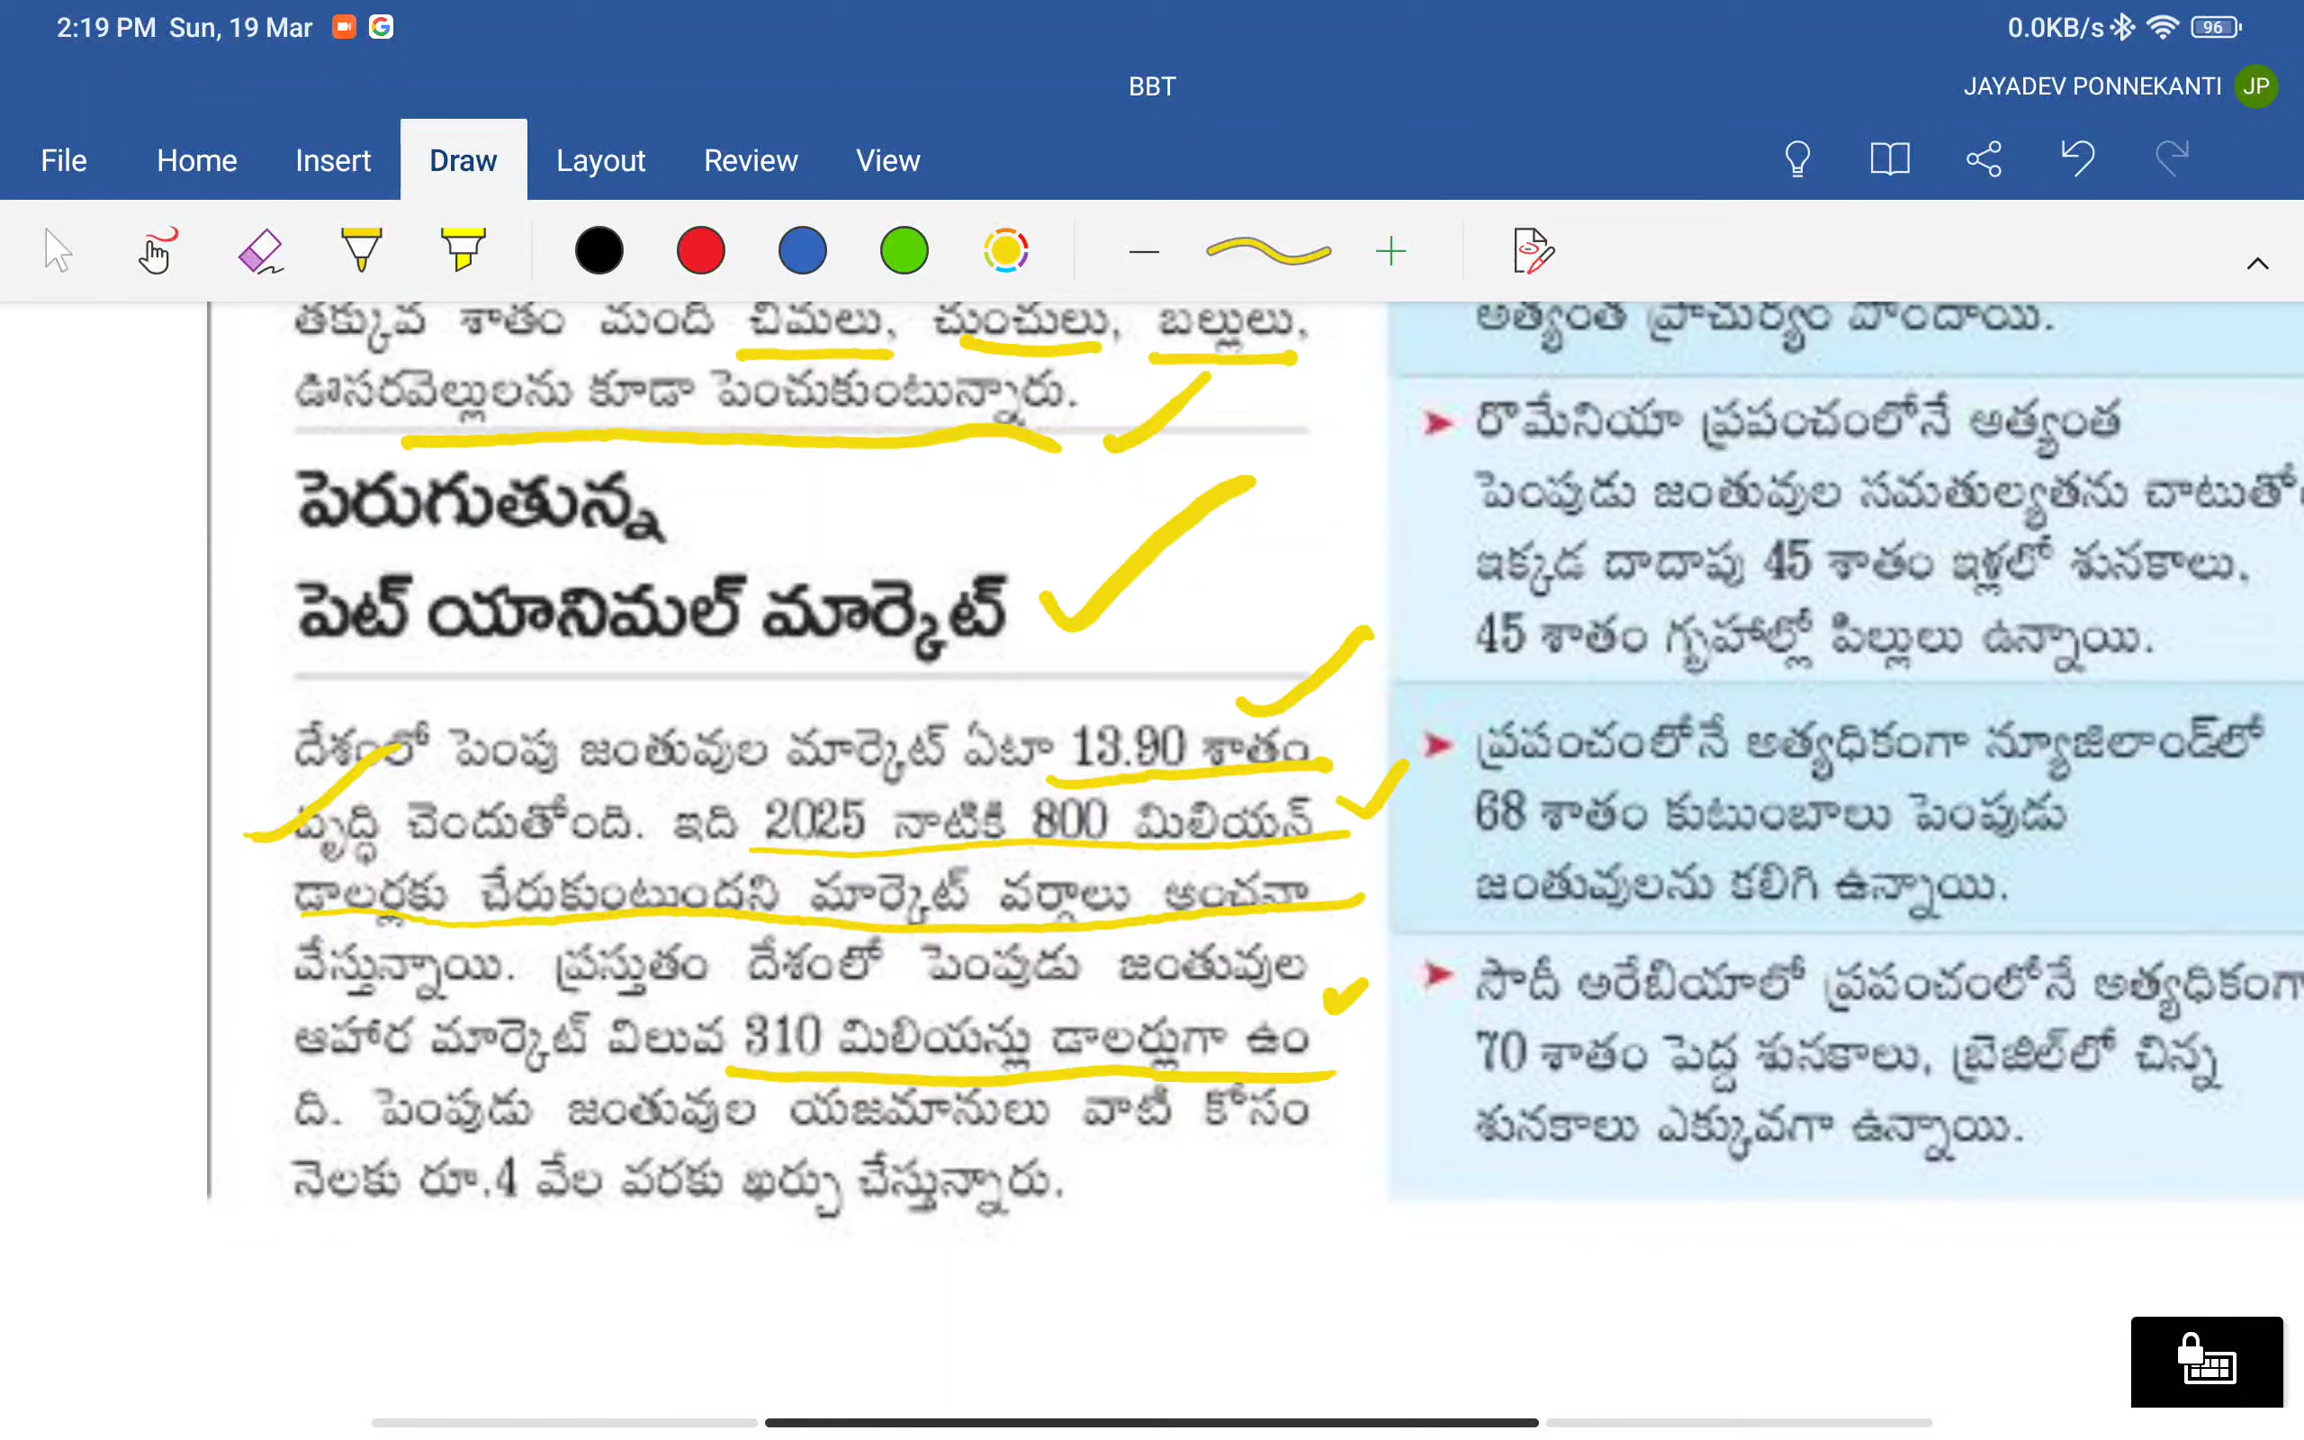 2:19 PM Sun, 19 Mar
0.0KB/s 96
BBT
JAYADEV PONNEKANTI JP
File Home Insert Draw Layout Review View
తక్కువ శాతం మంది చీమలు, చుంచులు, బల్లులు,
ఊసరవెల్లులను కూడా పెంచుకుంటున్నారు.
పెరుగుతున్న
పెట్ యానిమల్ మార్కెట్
దేశంలో పెంపు జంతువుల మార్కెట్ ఏటా 13.90 శాతం
వృద్ధి చెందుతోంది. ఇది 2025 నాటికి 800 మిలియన్
డాలర్లకు చేరుకుంటుందని మార్కెట్ వర్గాలు అంచనా
వేస్తున్నాయి. ప్రస్తుతం దేశంలో పెంపుడు జంతువుల
ఆహార మార్కెట్ విలువ 310 మిలియన్లు డాలర్లుగా ఉం
ది. పెంపుడు జంతువుల యజమానులు వాటి కోసం
నెలకు రూ.4 వేల వరకు ఖర్చు చేస్తున్నారు.
అత్యంత ప్రాచుర్యం పొందాయి.
రొమేనియా ప్రపంచంలోనే అత్యంత
పెంపుడు జంతువుల సమతుల్యతను
ఇక్కడ దాదాపు 45 శాతం ఇళ్లలో శునకాలు,
45 శాతం గృహాల్లో పిల్లులు ఉన్నాయి.
ప్రపంచంలోనే అత్యధికంగా న్యూజిలాండ్‌లో
68 శాతం కుటుంబాలు పెంపుడు
జంతువులను కలిగి ఉన్నాయి.
సౌదీ అరేబియాలో ప్రపంచంలోనే అత్యధికంగా
70 శాతం పెద్ద శునకాలు, బ్రెజిల్‌లో చిన్న
శునకాలు ఎక్కువగా ఉన్నాయి.